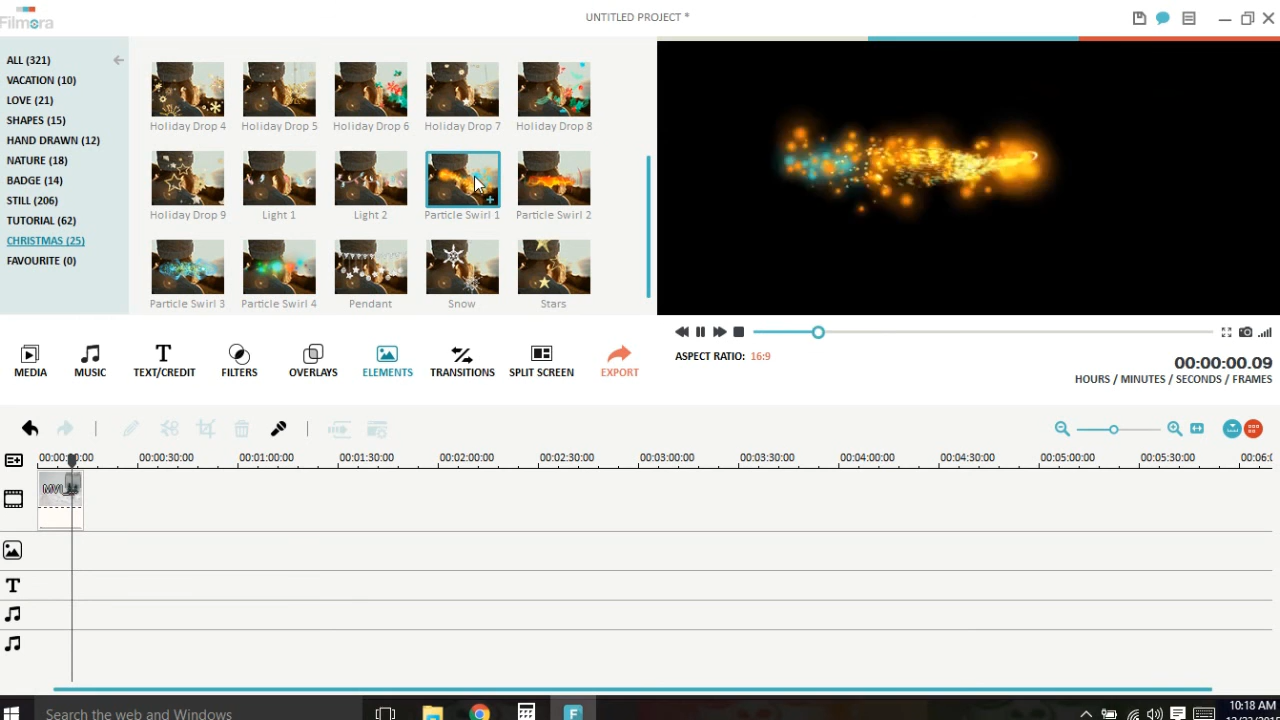 Filmora
UNTITLED PROJECT *
ALL (321)
VACATION (10)
LOVE (21)
SHAPES (15)
HAND DRAWN (12)
NATURE (18)
BADGE (14)
STILL (206)
TUTORIAL (62)
CHRISTMAS (25)
FAVOURITE (0)
Holiday Drop 4 Holiday Drop 5 Holiday Drop 6 Holiday Drop 7 Holiday Drop 8
Holiday Drop 9 Light 1 Light 2 Particle Swirl 1 Particle Swirl 2
Particle Swirl 3 Particle Swirl 4 Pendant Snow Stars
ASPECT RATIO: 16:9
00:00:00.09
HOURS / MINUTES / SECONDS / FRAMES
MEDIA MUSIC TEXT/CREDIT FILTERS OVERLAYS ELEMENTS TRANSITIONS SPLIT SCREEN EXPORT
00:00:30:00 00:01:00:00 00:01:30:00 00:02:00:00 00:02:30:00 00:03:00:00 00:03:30:00 00:04:00:00 00:04:30:00 00:05:00:00 00:05:30:00
Search the web and Windows
10:18 AM